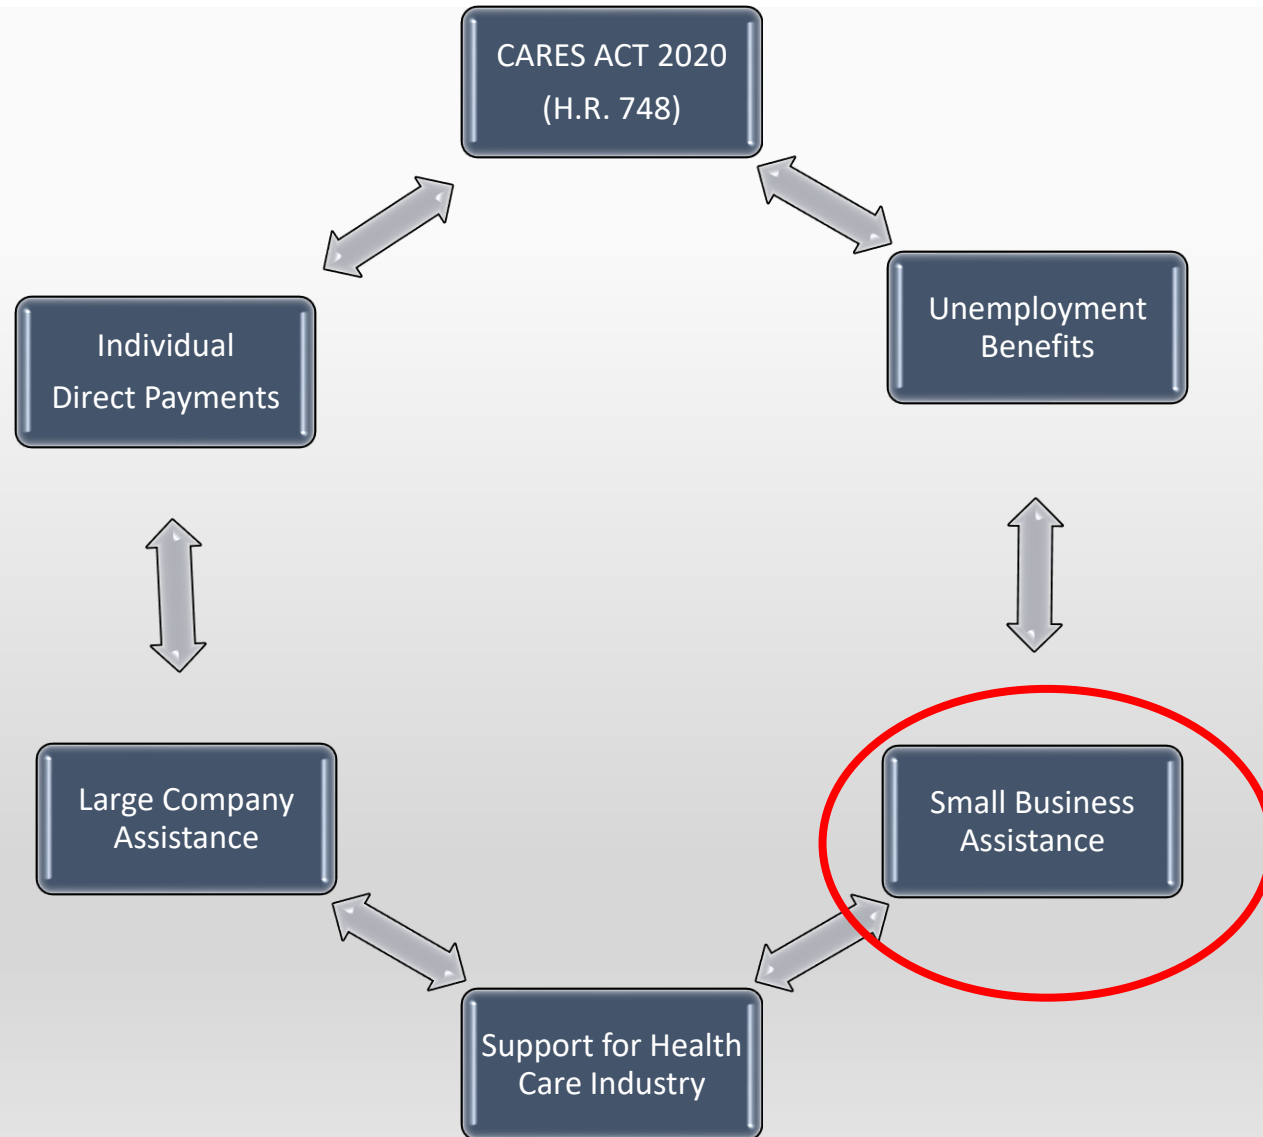 CARES ACT 2020
(H.R. 748)
Unemployment
Benefits
Individual
Direct Payments
Large Company
Assistance
Small Business
Assistance
Support for Health
Care Industry